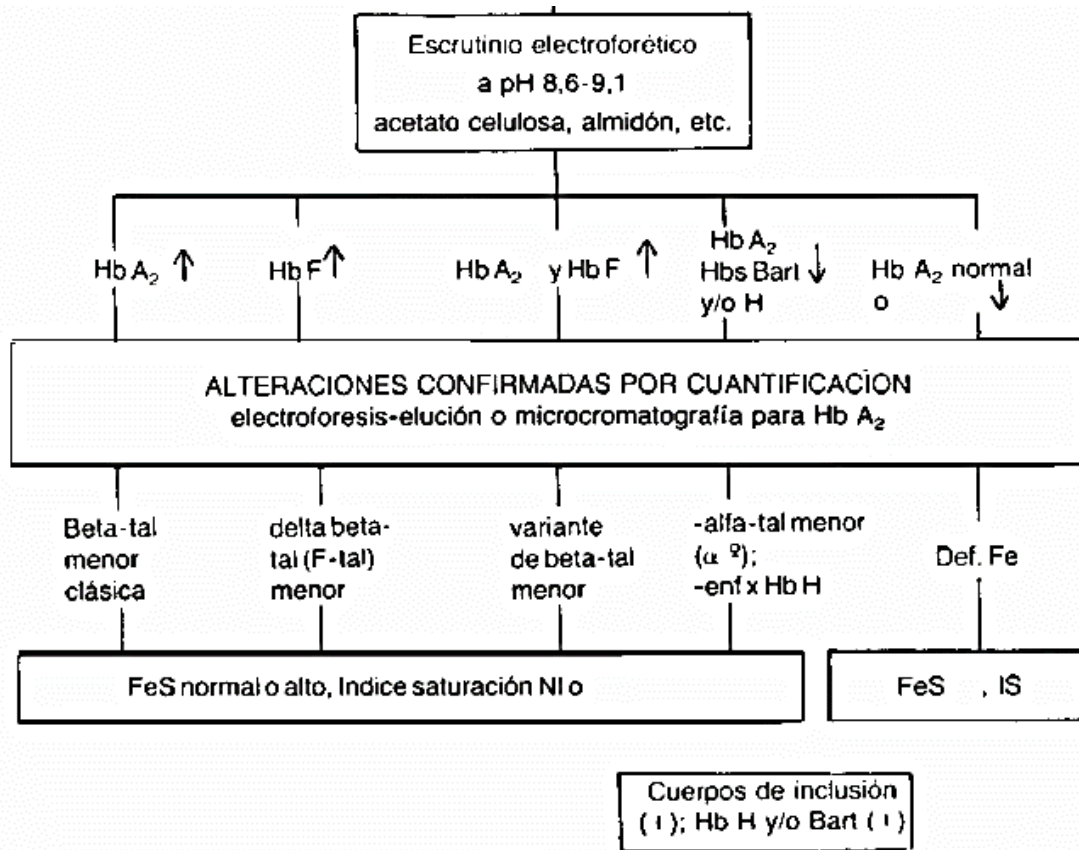 Escrutinio electroforético
a pH 8,6-9,1
acetato celulosa, almidón, etc.
Hb A₂ ↑
Hb F ↑
Hb A₂ y Hb F ↑
Hb A₂
Hbs Bart ↓
y/o H
Hb A₂ normal
o ↓
ALTERACIONES CONFIRMADAS POR CUANTIFICACION
electroforesis-elución o microcromatografía para Hb A₂
Beta-tal
menor
clásica
delta beta-
tal (F-tal)
menor
variante
de beta-tal
menor
-alfa-tal menor
(α º);
-enf x Hb H
Def. Fe
FeS normal o alto, Indice saturación Nl o
FeS , IS
Cuerpos de inclusión
(+); Hb H y/o Bart (+)